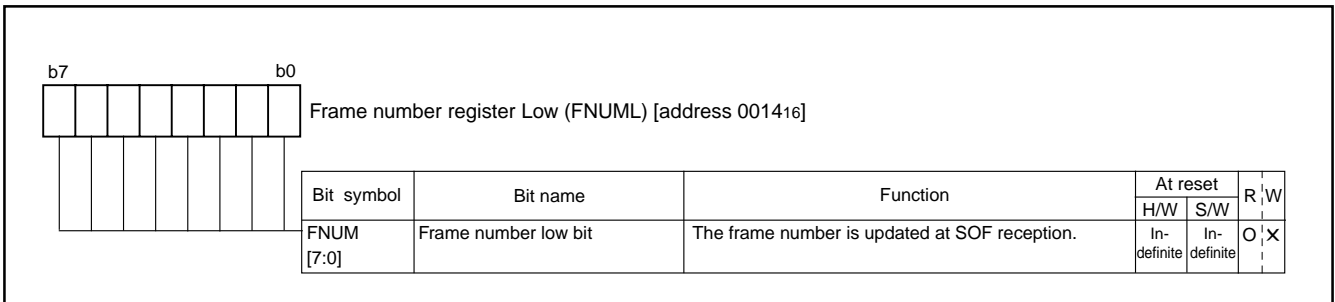 b7 b0
Frame number register Low (FNUML) [address 001416]
Bit symbol Bit name Function At reset R W
H/W S/W
FNUM Frame number low bit The frame number is updated at SOF reception. In- In- O ✕
[7:0] definite definite